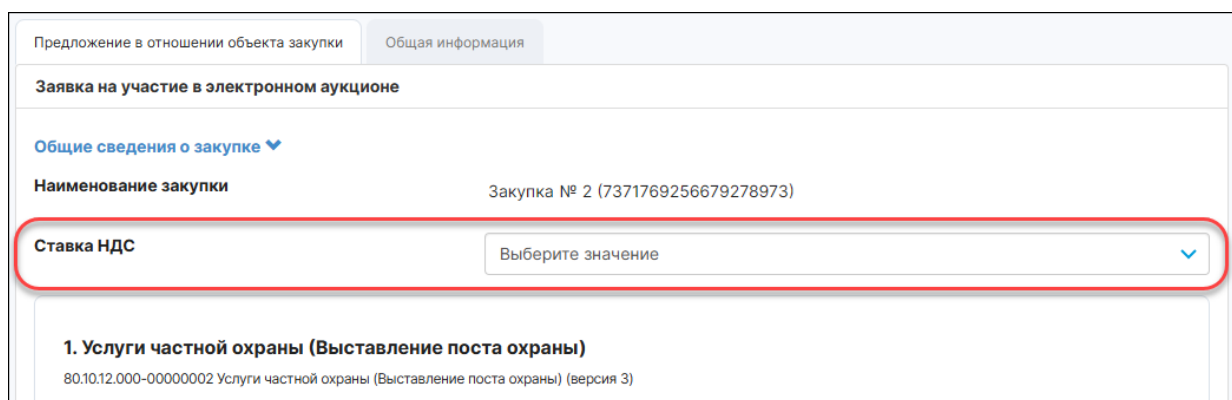 Предложение в отношении объекта закупки
Общая информация
Заявка на участие в электронном аукционе
Общие сведения о закупке
Наименование закупки
Закупка № 2 (7371769256679278973)
Ставка НДС
Выберите значение
1. Услуги частной охраны (Выставление поста охраны)
80.10.12.000-00000002 Услуги частной охраны (Выставление поста охраны) (версия 3)